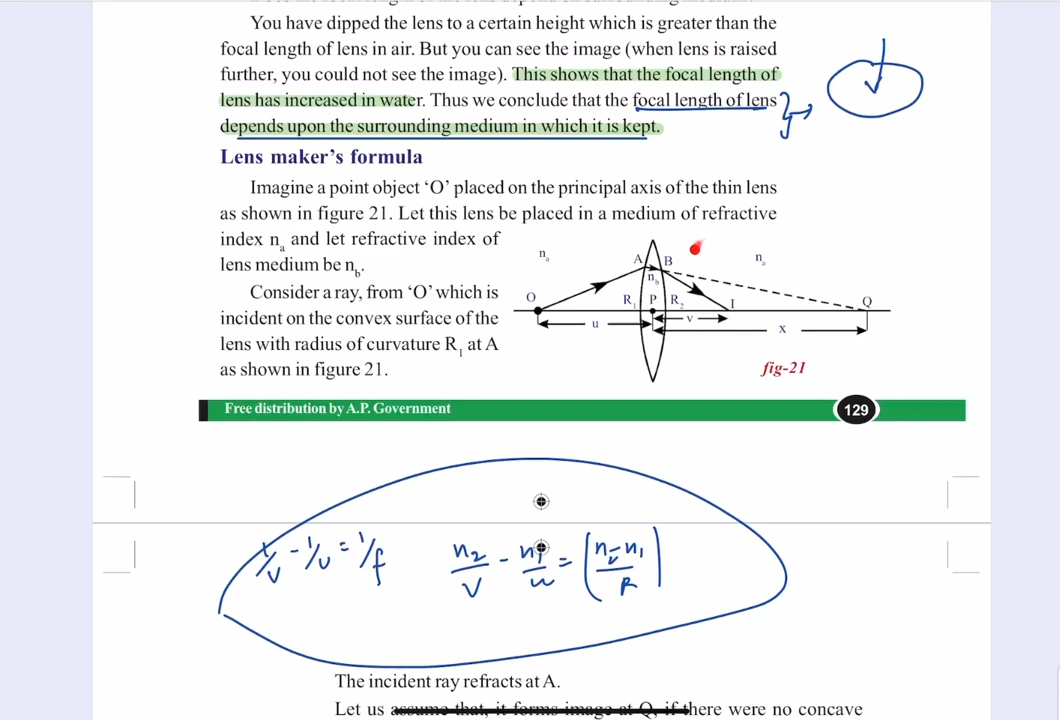 You have dipped the lens to a certain height which is greater than the
focal length of lens in air. But you can see the image (when lens is raised
further, you could not see the image). This shows that the focal length of
lens has increased in water. Thus we conclude that the focal length of lens
depends upon the surrounding medium in which it is kept.
Lens maker's formula
Imagine a point object ‘O’ placed on the principal axis of the thin lens
as shown in figure 21. Let this lens be placed in a medium of refractive
index nₐ and let refractive index of
lens medium be n_b.
Consider a ray, from ‘O’ which is
incident on the convex surface of the
lens with radius of curvature R₁ at A
as shown in figure 21.
nₐ A B nₐ
n_b
O R₁ P R₂ I Q
u v x
fig-21
Free distribution by A.P. Government 129
1/v - 1/u = 1/f n₂/v - n₁/u = (n₂-n₁/R)
The incident ray refracts at A.
Let us assume that, it forms image at Q, if there were no concave